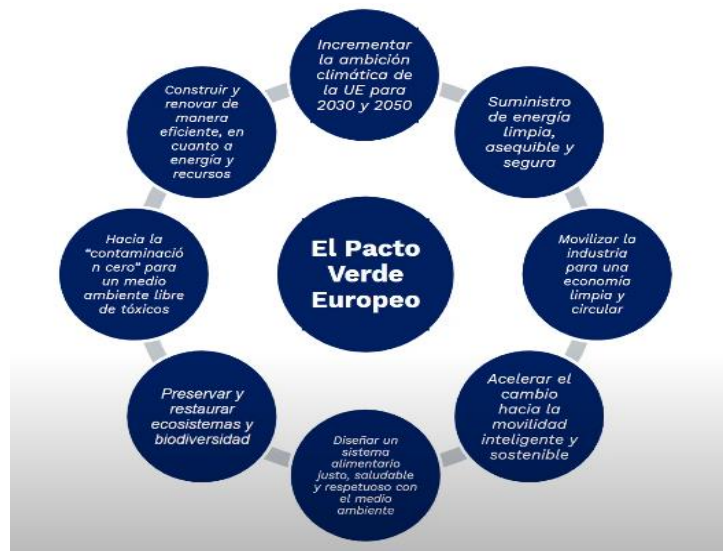 Incrementar
la ambición
climática de
la UE para
2030 y 2050
Suministro
de energía
limpia,
asequible y
segura
Movilizar la
industria
para una
economía
limpia y
circular
Acelerar el
cambio
hacia la
movilidad
inteligente y
sostenible
Diseñar un
sistema
alimentario
justo, saludable
y respetuoso con
el medio
ambiente
Preservar y
restaurar
ecosistemas y
biodiversidad
Hacia la
"contaminació
n cero" para
un medio
ambiente libre
de tóxicos
Construir y
renovar de
manera
eficiente, en
cuanto a
energía y
recursos
El Pacto
Verde
Europeo